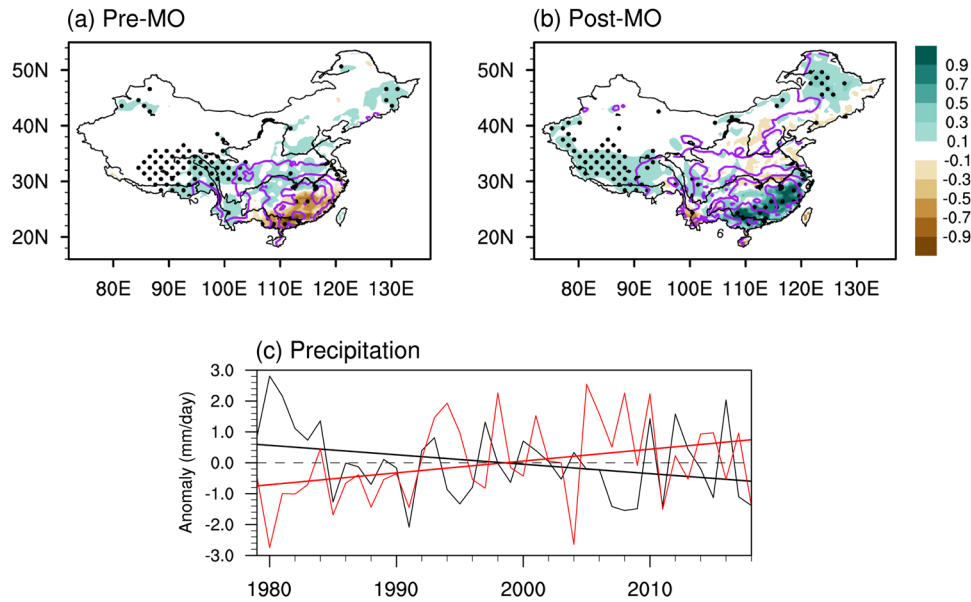 (a) Pre-MO
(b) Post-MO
50N
40N
30N
20N
80E 90E 100E 110E 120E 130E
2
50N
40N
30N
20N
80E 90E 100E 110E 120E 130E
2
6
0.9
0.7
0.5
0.3
0.1
-0.1
-0.3
-0.5
-0.7
-0.9
(c) Precipitation
Anomaly (mm/day)
3.0
2.0
1.0
0.0
-1.0
-2.0
-3.0
1980 1990 2000 2010